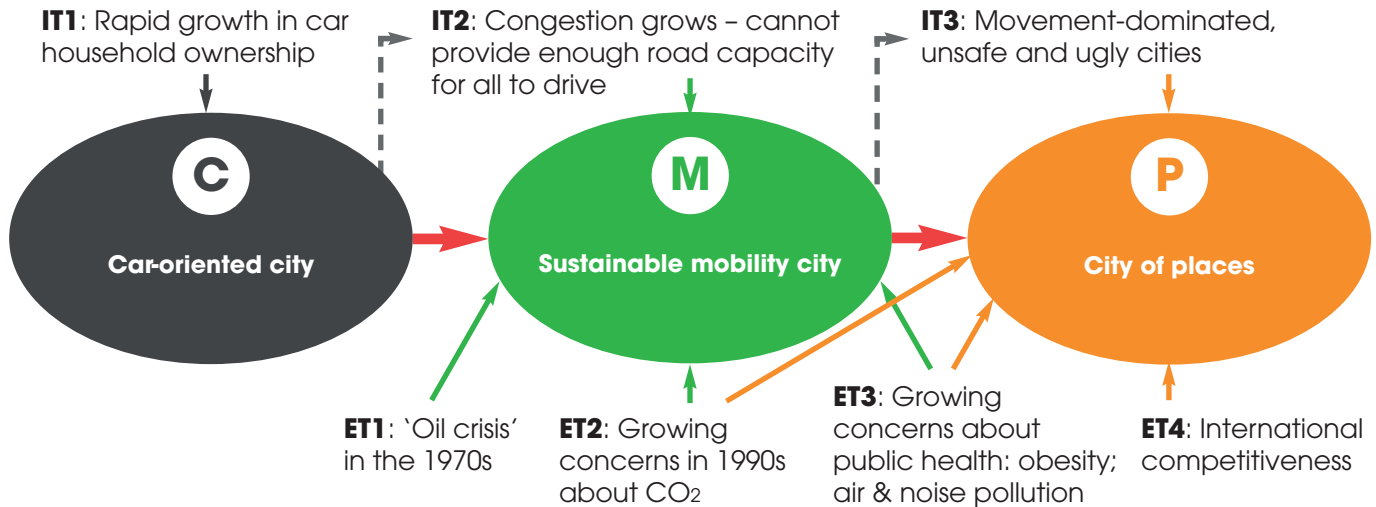 IT1: Rapid growth in car
household ownership
IT2: Congestion grows – cannot
provide enough road capacity
for all to drive
IT3: Movement-dominated,
unsafe and ugly cities
C
Car-oriented city
M
Sustainable mobility city
P
City of places
ET1: ‘Oil crisis’
in the 1970s
ET2: Growing
concerns in 1990s
about CO2
ET3: Growing
concerns about
public health: obesity;
air & noise pollution
ET4: International
competitiveness